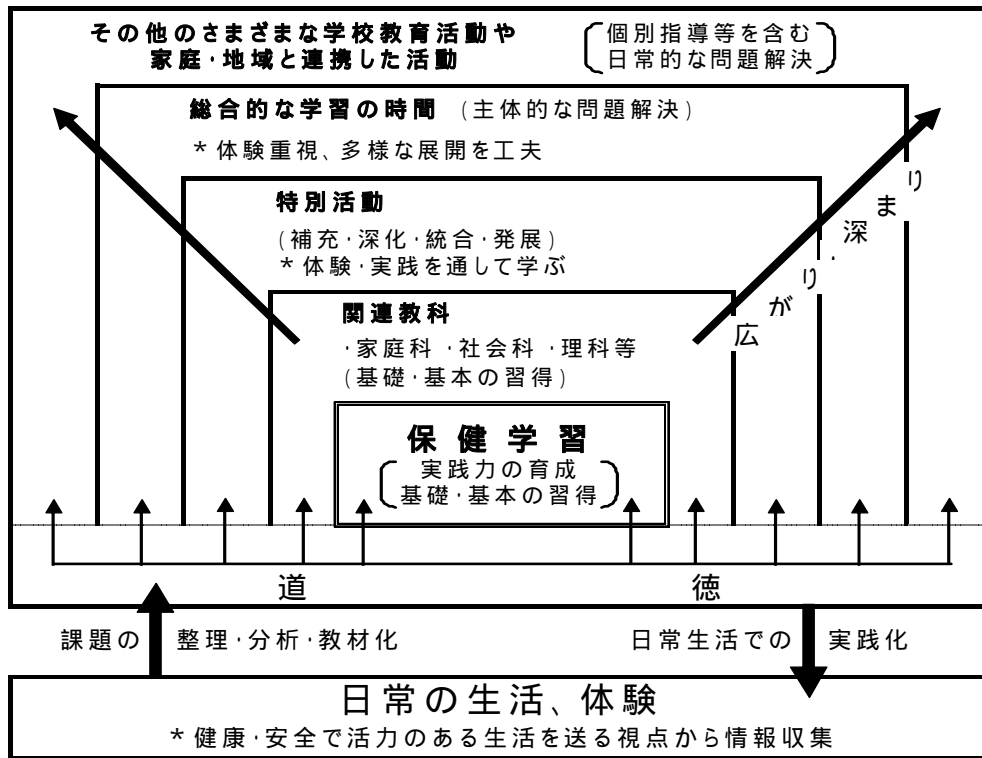 その他のさまざまな学校教育活動や
家庭・地域と連携した活動
個別指導等を含む
日常的な問題解決
総合的な学習の時間 (主体的な問題解決)
*体験重視、多様な展開を工夫
特別活動
(補充・深化・統合・発展)
*体験・実践を通して学ぶ
関連教科
・家庭科・社会科・理科等
(基礎・基本の習得)
保健学習
実践力の育成
基礎・基本の習得
広がり・深まり
道徳
課題の 整理・分析・教材化
日常生活での 実践化
日常の生活、体験
*健康・安全で活力のある生活を送る視点から情報収集